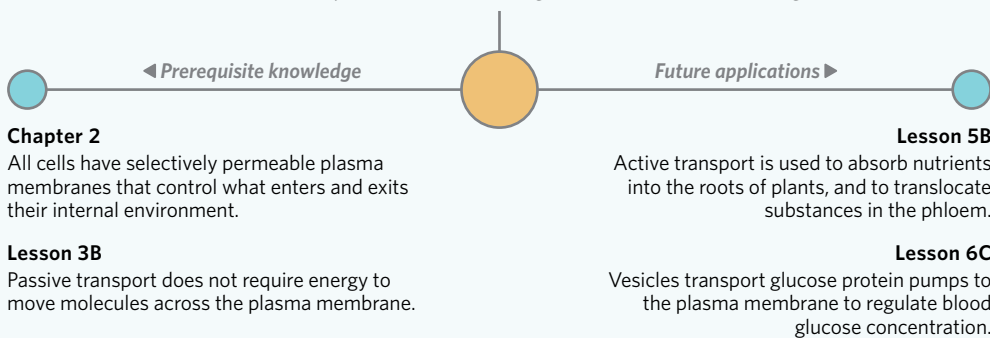 ◀ Prerequisite knowledge
Future applications ▶
Chapter 2
All cells have selectively permeable plasma
membranes that control what enters and exits
their internal environment.
Lesson 3B
Passive transport does not require energy to
move molecules across the plasma membrane.
Lesson 5B
Active transport is used to absorb nutrients
into the roots of plants, and to translocate
substances in the phloem.
Lesson 6C
Vesicles transport glucose protein pumps to
the plasma membrane to regulate blood
glucose concentration.